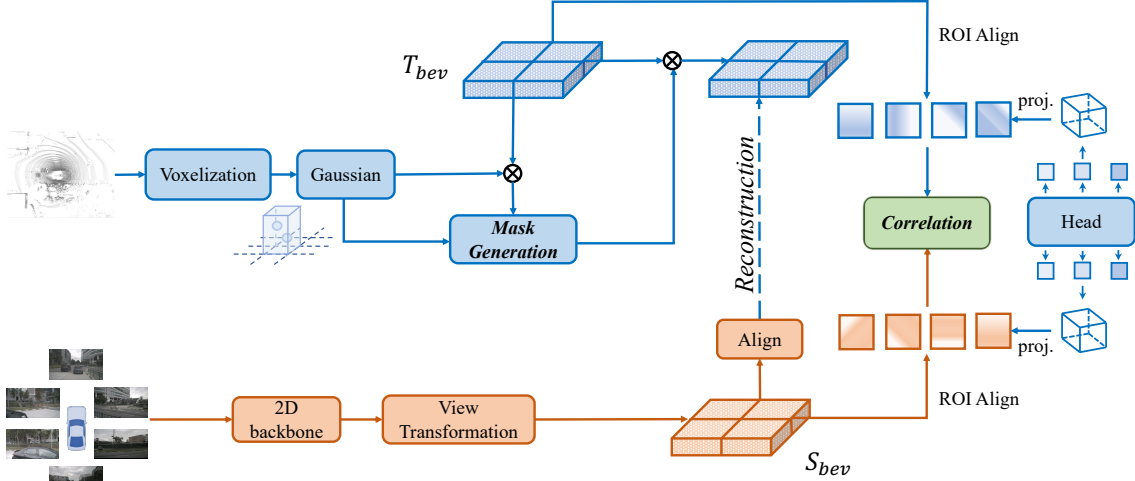 ROI Align
T_bev
proj.
Voxelization
Gaussian
Mask
Generation
Reconstruction
Correlation
Head
Align
proj.
2D
backbone
View
Transformation
ROI Align
S_bev